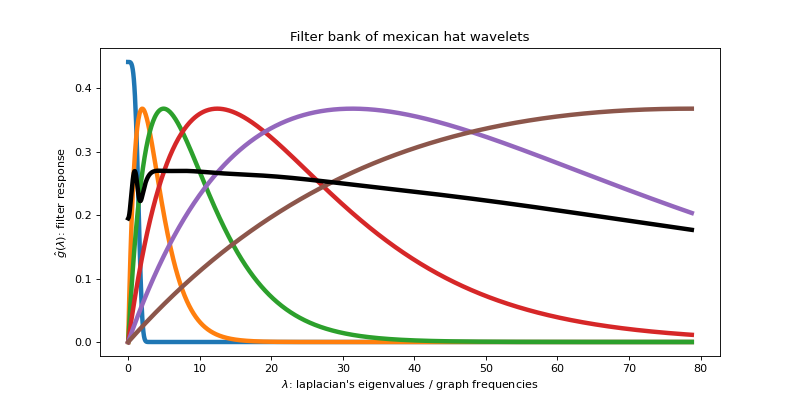 Filter bank of mexican hat wavelets
ĝ(λ): filter response
0.4
0.3
0.2
0.1
0.0
0 10 20 30 40 50 60 70 80
λ: laplacian's eigenvalues / graph frequencies